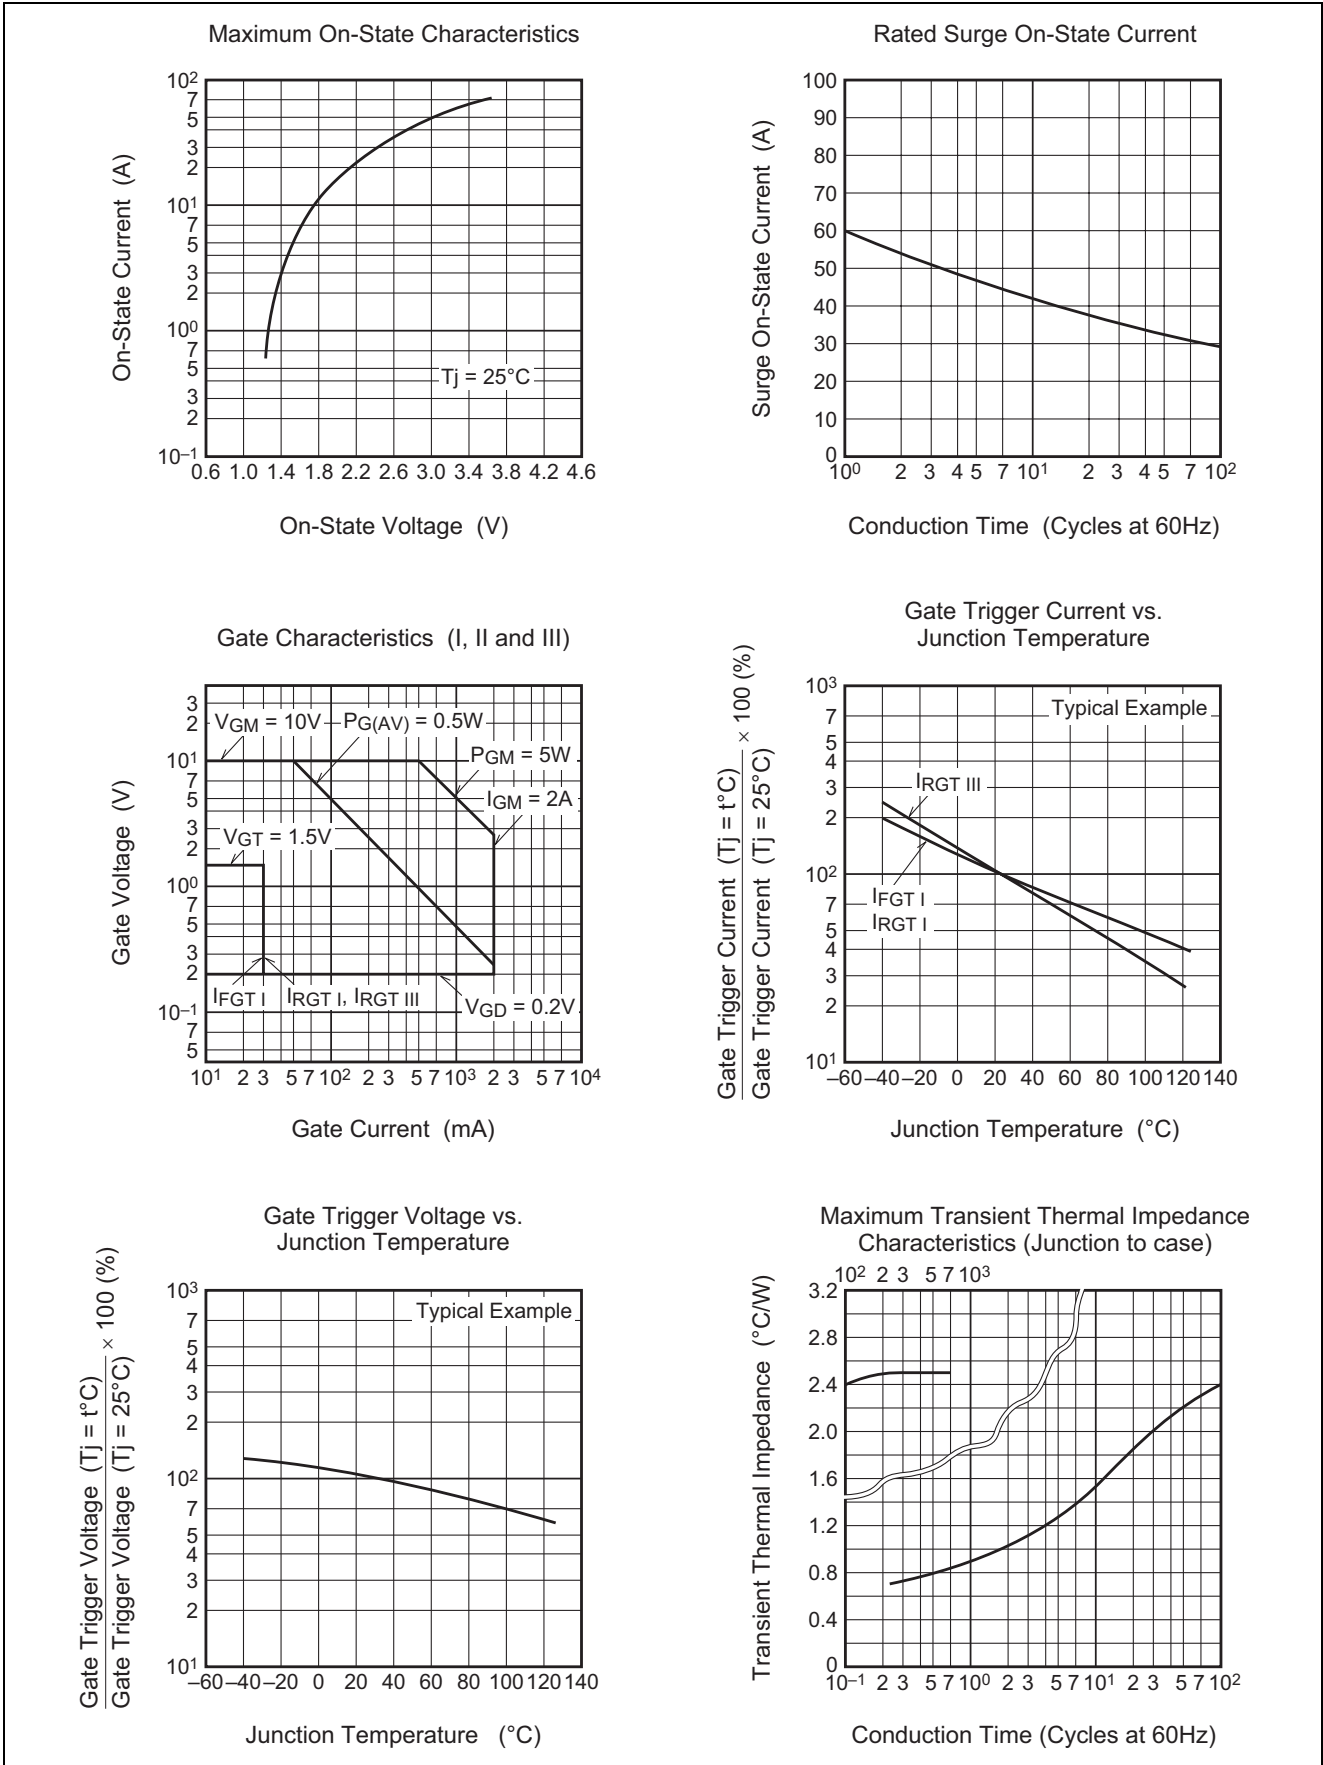 Maximum On-State Characteristics
On-State Current (A)
10²
7
5
3
2
10¹
7
5
3
2
10⁰
7
5
3
2
10⁻¹
Tj = 25°C
0.6 1.0 1.4 1.8 2.2 2.6 3.0 3.4 3.8 4.2 4.6
On-State Voltage (V)
Rated Surge On-State Current
Surge On-State Current (A)
100
90
80
70
60
50
40
30
20
10
0
10⁰ 2 3 4 5 7 10¹ 2 3 4 5 7 10²
Conduction Time (Cycles at 60Hz)
Gate Characteristics (I, II and III)
Gate Voltage (V)
3
2
10¹
7
5
3
2
10⁰
7
5
3
2
10⁻¹
7
5
VGM = 10V
PG(AV) = 0.5W
PGM = 5W
IGM = 2A
VGT = 1.5V
IFGT I
IRGT I, IRGT III
VGD = 0.2V
10¹ 2 3 5 7 10² 2 3 5 7 10³ 2 3 5 7 10⁴
Gate Current (mA)
Gate Trigger Current vs.
Junction Temperature
Gate Trigger Current (Tj = t°C)
Gate Trigger Current (Tj = 25°C)
× 100 (%)
10³
7
5
4
3
2
10²
7
5
4
3
2
10¹
Typical Example
IRGT III
IFGT I
IRGT I
–60 –40 –20 0 20 40 60 80 100 120 140
Junction Temperature (°C)
Gate Trigger Voltage vs.
Junction Temperature
Gate Trigger Voltage (Tj = t°C)
Gate Trigger Voltage (Tj = 25°C)
× 100 (%)
10³
7
5
4
3
2
10²
7
5
4
3
2
10¹
Typical Example
–60 –40 –20 0 20 40 60 80 100 120 140
Junction Temperature (°C)
Maximum Transient Thermal Impedance
Characteristics (Junction to case)
10² 2 3 5 7 10³
Transient Thermal Impedance (°C/W)
3.2
2.8
2.4
2.0
1.6
1.2
0.8
0.4
0
10⁻¹ 2 3 5 7 10⁰ 2 3 5 7 10¹ 2 3 5 7 10²
Conduction Time (Cycles at 60Hz)